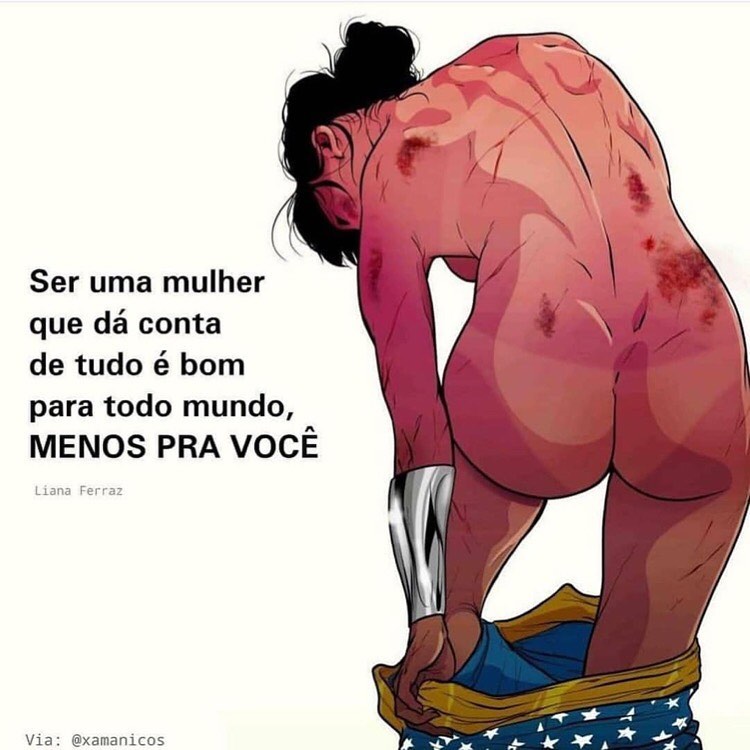 Ser uma mulher
que dá conta
de tudo é bom
para todo mundo,
MENOS PRA VOCÊ
Liana Ferraz
Via: @xamanicos